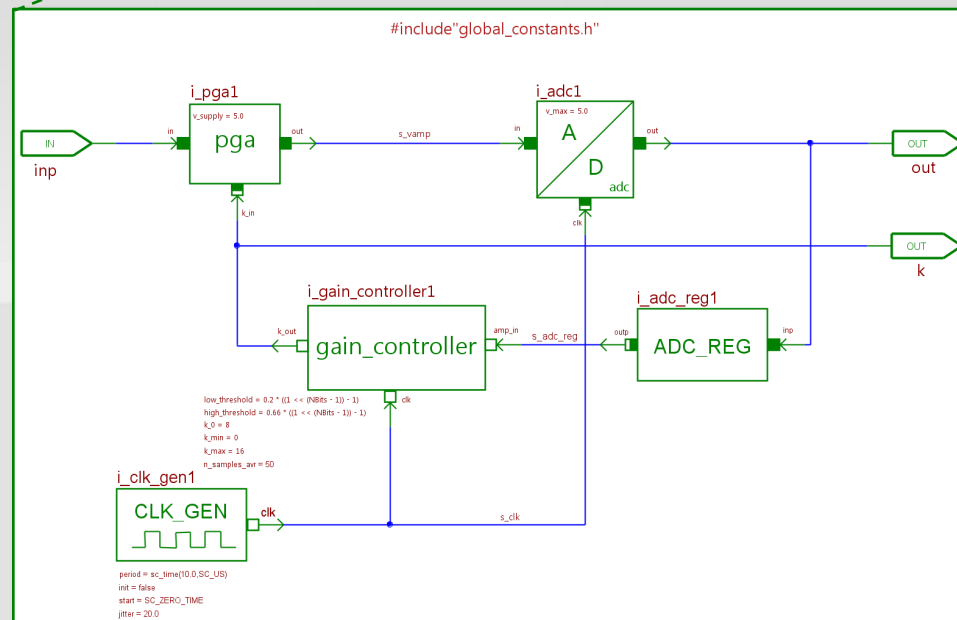 #include"global_constants.h"
i_pga1
i_adc1
v_supply = 5.0
v_max = 5.0
IN
in
pga
out
s_vamp
in
A
D
adc
out
OUT
inp
out
k_in
clk
OUT
k
i_gain_controller1
i_adc_reg1
k_out
gain_controller
amp_in
s_adc_reg
outp
ADC_REG
inp
low_threshold = 0.2 * ((1 << (NBits - 1)) - 1)
clk
high_threshold = 0.66 * ((1 << (NBits - 1)) - 1)
k_0 = 8
k_min = 0
k_max = 16
n_samples_avr = 50
i_clk_gen1
CLK_GEN
clk
s_clk
period = sc_time(10.0,SC_US)
init = false
start = SC_ZERO_TIME
jitter = 20.0